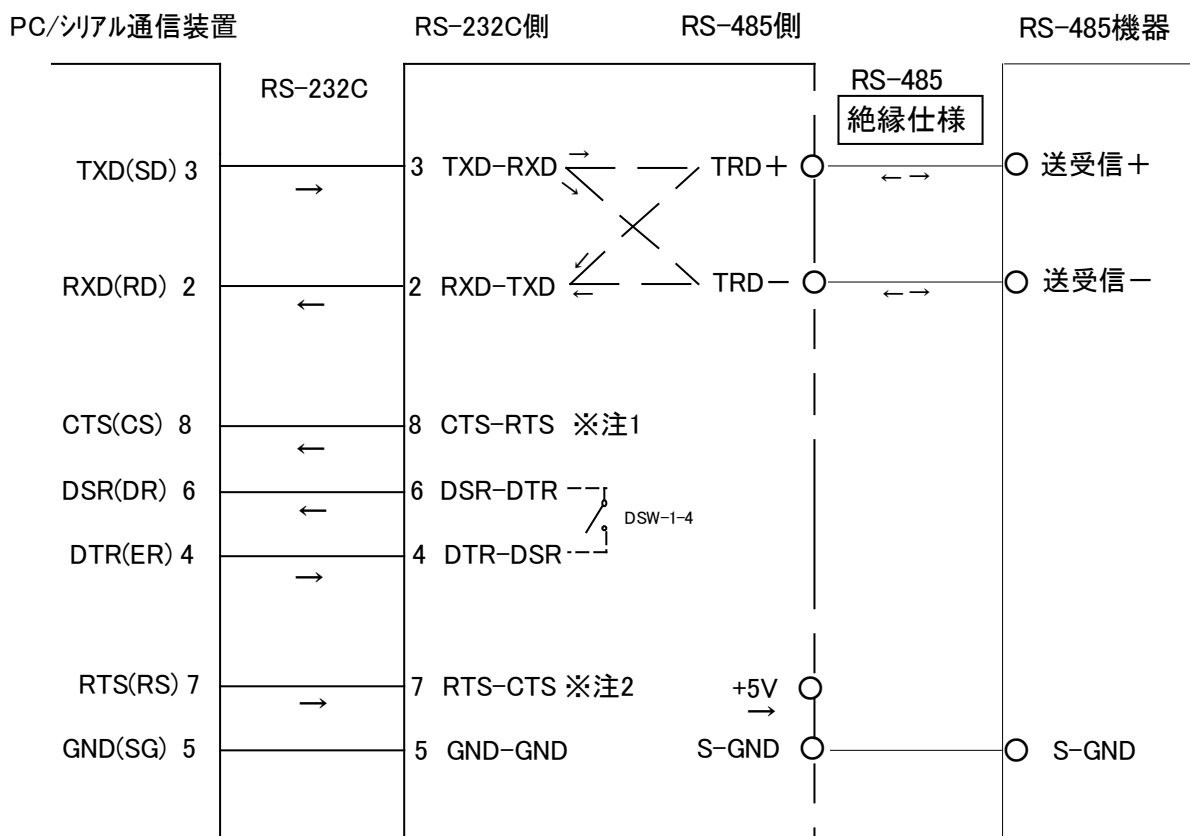 PC/シリアル通信装置 RS-232C側 RS-485側 RS-485機器
RS-232C RS-485
絶縁仕様
TXD(SD) 3 3 TXD-RXD → TRD+ 送受信+
→ → ← →
RXD(RD) 2 2 RXD-TXD ← TRD- 送受信-
← ← ← →
CTS(CS) 8 8 CTS-RTS ※注1
←
DSR(DR) 6 6 DSR-DTR
← DSW-1-4
DTR(ER) 4 4 DTR-DSR
→
RTS(RS) 7 7 RTS-CTS ※注2 +5V
→ →
GND(SG) 5 5 GND-GND S-GND S-GND